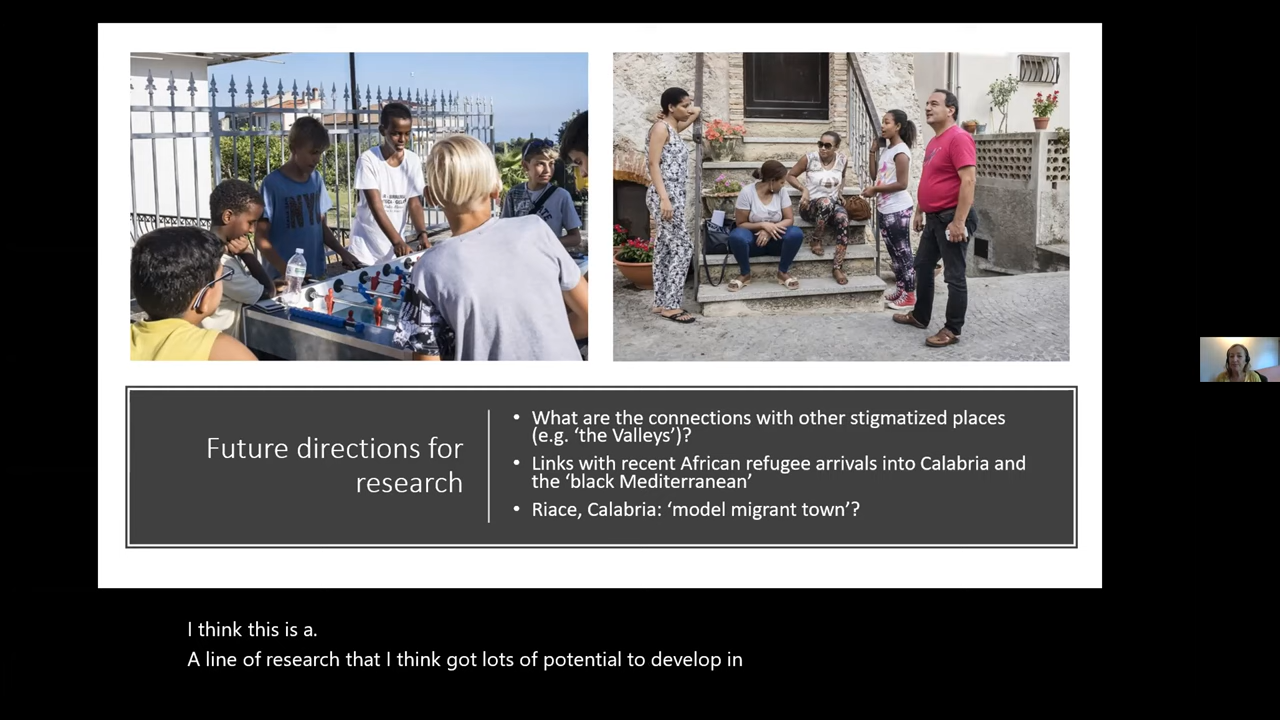 NY
Future directions for
research
• What are the connections with other stigmatized places
(e.g. ‘the Valleys’)?
• Links with recent African refugee arrivals into Calabria and
the ‘black Mediterranean’
• Riace, Calabria: ‘model migrant town’?
I think this is a.
A line of research that I think got lots of potential to develop in